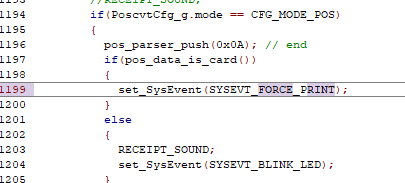 //RECEIPT_SOUND;
1194 if(PoscvtCfg_g.mode == CFG_MODE_POS)
1195 {
1196 pos_parser_push(0x0A); // end
1197 if(pos_data_is_card())
1198 {
1199 set_SysEvent(SYSEVT_FORCE_PRINT);
1200 }
1201 else
1202 {
1203 RECEIPT_SOUND;
1204 set_SysEvent(SYSEVT_BLINK_LED);
1205 }